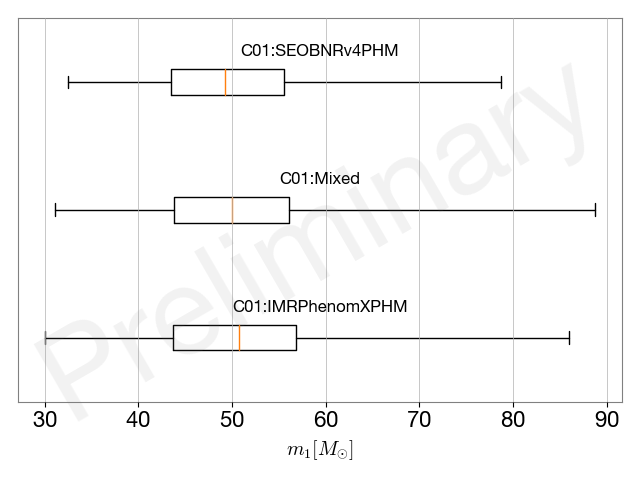 C01:SEOBNRv4PHM
C01:Mixed
C01:IMRPhenomXPHM
Preliminary
30 40 50 60 70 80 90
m₁[M☉]